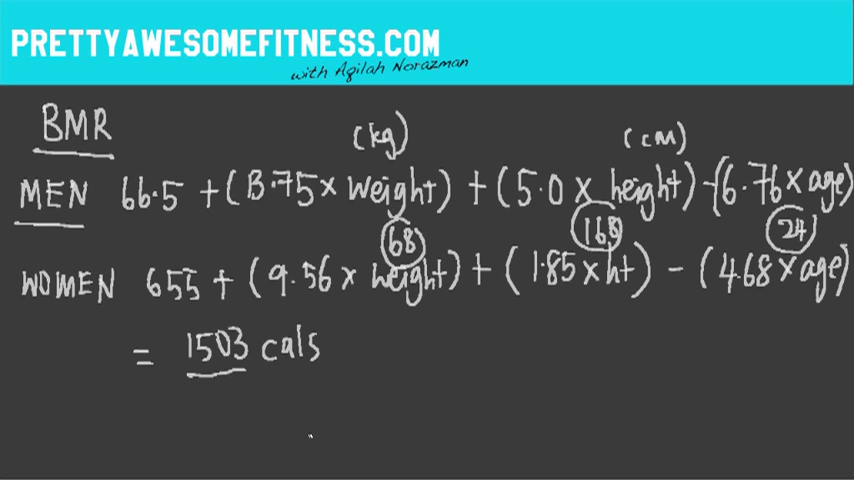 PRETTYAWESOMEFITNESS.COM
with Aqilah Norazman
BMR
(kg) (cm)
MEN 66.5 + (13.75 x weight) + (5.0 x height) - (6.76 x age)
68 168 24
WOMEN 655 + (9.56 x weight) + (1.85 x ht) - (4.68 x age)
= 1503 cals